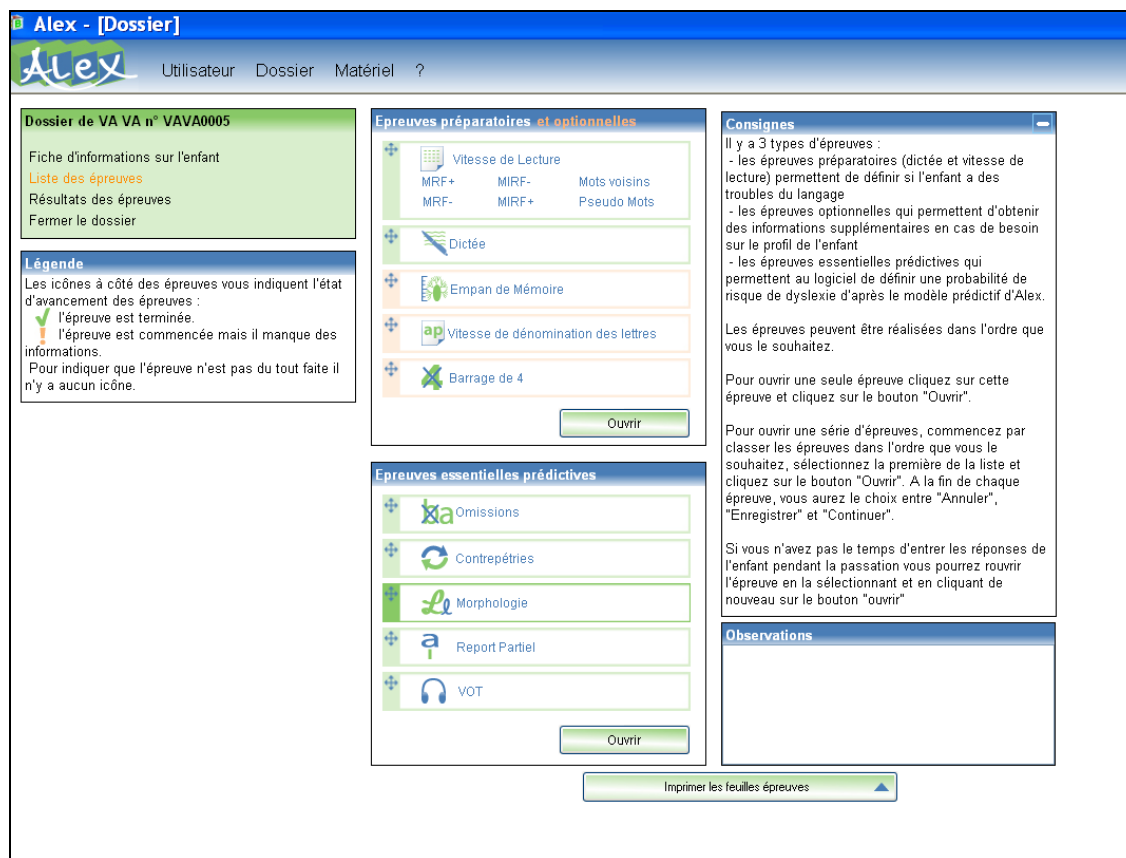 Alex - [Dossier]
ALex
Utilisateur Dossier Matériel ?
Dossier de VA VA n° VAVA0005
Fiche d'informations sur l'enfant
Liste des épreuves
Résultats des épreuves
Fermer le dossier
Légende
Les icônes à côté des épreuves vous indiquent l'état
d'avancement des épreuves :
l'épreuve est terminée.
l'épreuve est commencée mais il manque des
informations.
Pour indiquer que l'épreuve n'est pas du tout faite il
n'y a aucun icône.
Epreuves préparatoires et optionnelles
Vitesse de Lecture
MRF+ MIRF- Mots voisins
MRF- MIRF+ Pseudo Mots
Dictée
Empan de Mémoire
ap Vitesse de dénomination des lettres
4 Barrage de 4
Ouvrir
Epreuves essentielles prédictives
ba Omissions
Contrepétries
Ll Morphologie
a Report Partiel
VOT
Ouvrir
Consignes
Il y a 3 types d'épreuves :
- les épreuves préparatoires (dictée et vitesse de
lecture) permettent de définir si l'enfant a des
troubles du langage
- les épreuves optionnelles qui permettent d'obtenir
des informations supplémentaires en cas de besoin
sur le profil de l'enfant
- les épreuves essentielles prédictives qui
permettent au logiciel de définir une probabilité de
risque de dyslexie d'après le modèle prédictif d'Alex.
Les épreuves peuvent être réalisées dans l'ordre que
vous le souhaitez.
Pour ouvrir une seule épreuve cliquez sur cette
épreuve et cliquez sur le bouton "Ouvrir".
Pour ouvrir une série d'épreuves, commencez par
classer les épreuves dans l'ordre que vous le
souhaitez, sélectionnez la première de la liste et
cliquez sur le bouton "Ouvrir". A la fin de chaque
épreuve, vous aurez le choix entre "Annuler",
"Enregistrer" et "Continuer".
Si vous n'avez pas le temps d'entrer les réponses de
l'enfant pendant la passation vous pourrez rouvrir
l'épreuve en la sélectionnant et en cliquant de
nouveau sur le bouton "ouvrir"
Observations
Imprimer les feuilles épreuves